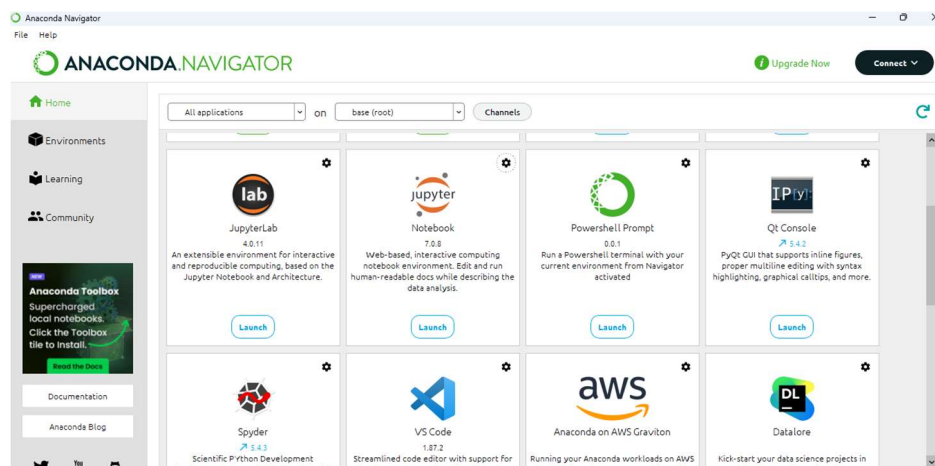 Anaconda Navigator
File Help
ANACONDA.NAVIGATOR
Upgrade Now
Connect
Home
Environments
Learning
Community
All applications
on
base (root)
Channels
lab
JupyterLab
4.0.11
An extensible environment for interactive
and reproducible computing, based on the
Jupyter Notebook and Architecture.
Launch
jupyter
Notebook
7.0.8
Web-based, interactive computing
notebook environment. Edit and run
human-readable docs while describing the
data analysis.
Launch
Powershell Prompt
0.0.1
Run a Powershell terminal with your
current environment from Navigator
activated
Launch
IP[y]:
Qt Console
5.4.2
PyQt GUI that supports inline figures,
proper multiline editing with syntax
highlighting, graphical calltips, and more.
Launch
NEW
Anaconda Toolbox
Supercharged
local notebooks.
Click the Toolbox
tile to Install.
Read the Docs
Documentation
Anaconda Blog
You
Spyder
5.4.3
Scientific PYthon Development
VS Code
1.87.2
Streamlined code editor with support for
aws
Anaconda on AWS Graviton
Running your Anaconda workloads on AWS
DL
Datalore
Kick-start your data science projects in